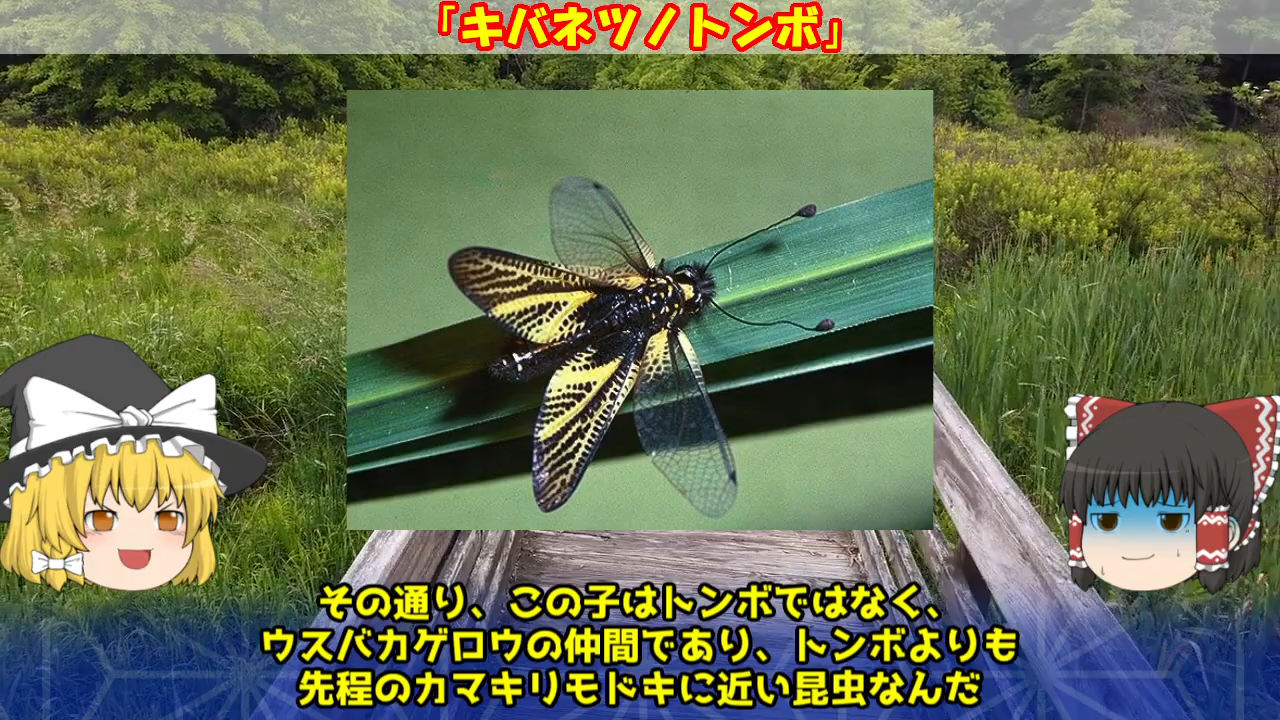 『キバネツノトンボ』
その通り、この子はトンボではなく、
ウスバカゲロウの仲間であり、トンボよりも
先程のカマキリモドキに近い昆虫なんだ